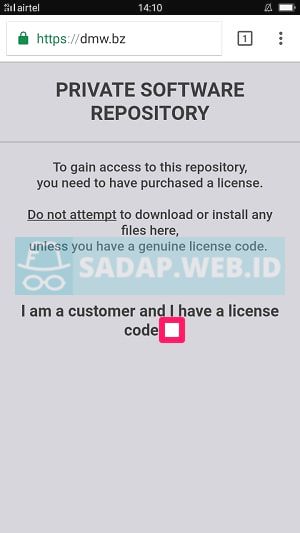 airtel
14:10
https://dmw.bz
1
PRIVATE SOFTWARE
REPOSITORY
To gain access to this repository,
you need to have purchased a license.
Do not attempt to download or install any
files here,
unless you have a genuine license code.
SADAP.WEB.ID
I am a customer and I have a license
code